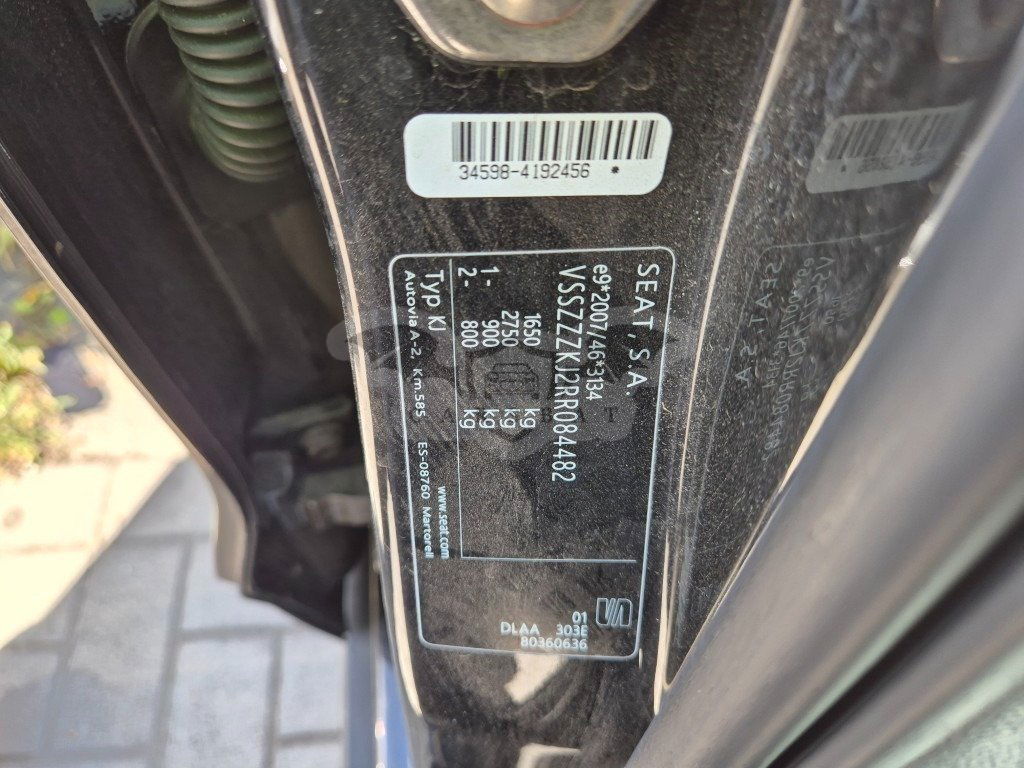 34598-4192456 *
SEAT, S.A.
e9*2007/46*3134
VSSZZZKJ2RR084482
1650 kg
2750 kg
1- 900 kg
2- 800 kg
Typ KJ
www.seat.com
Autovia A-2, Km.585 ES-08760 Martorell
01
DLAA 303E
80360636